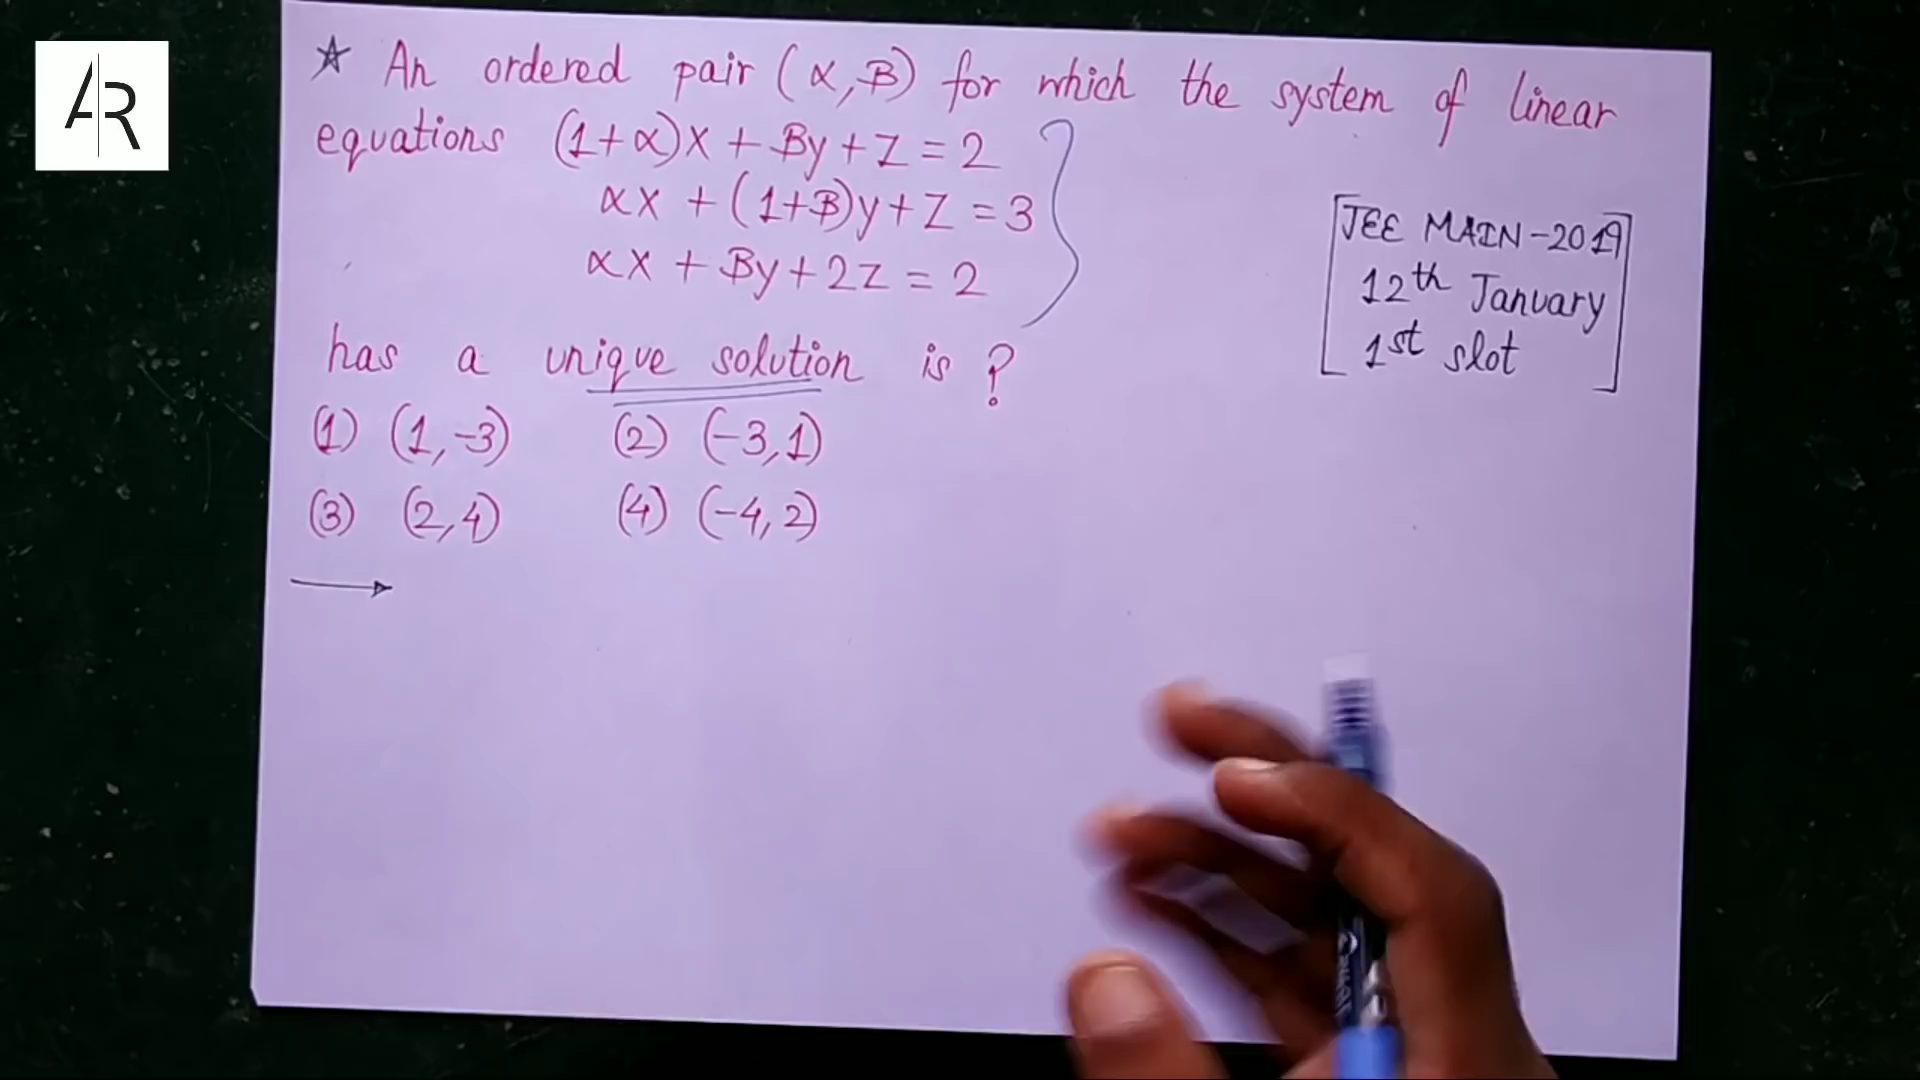 AR
☆ An ordered pair (α, B) for which the system of linear
equations (1+α)x + By + z = 2
αx + (1+B)y + z = 3
αx + By + 2z = 2
has a unique solution is ?
(1) (1, -3) (2) (-3, 1)
(3) (2, 4) (4) (-4, 2)
JEE MAIN-2019
12th January
1st slot